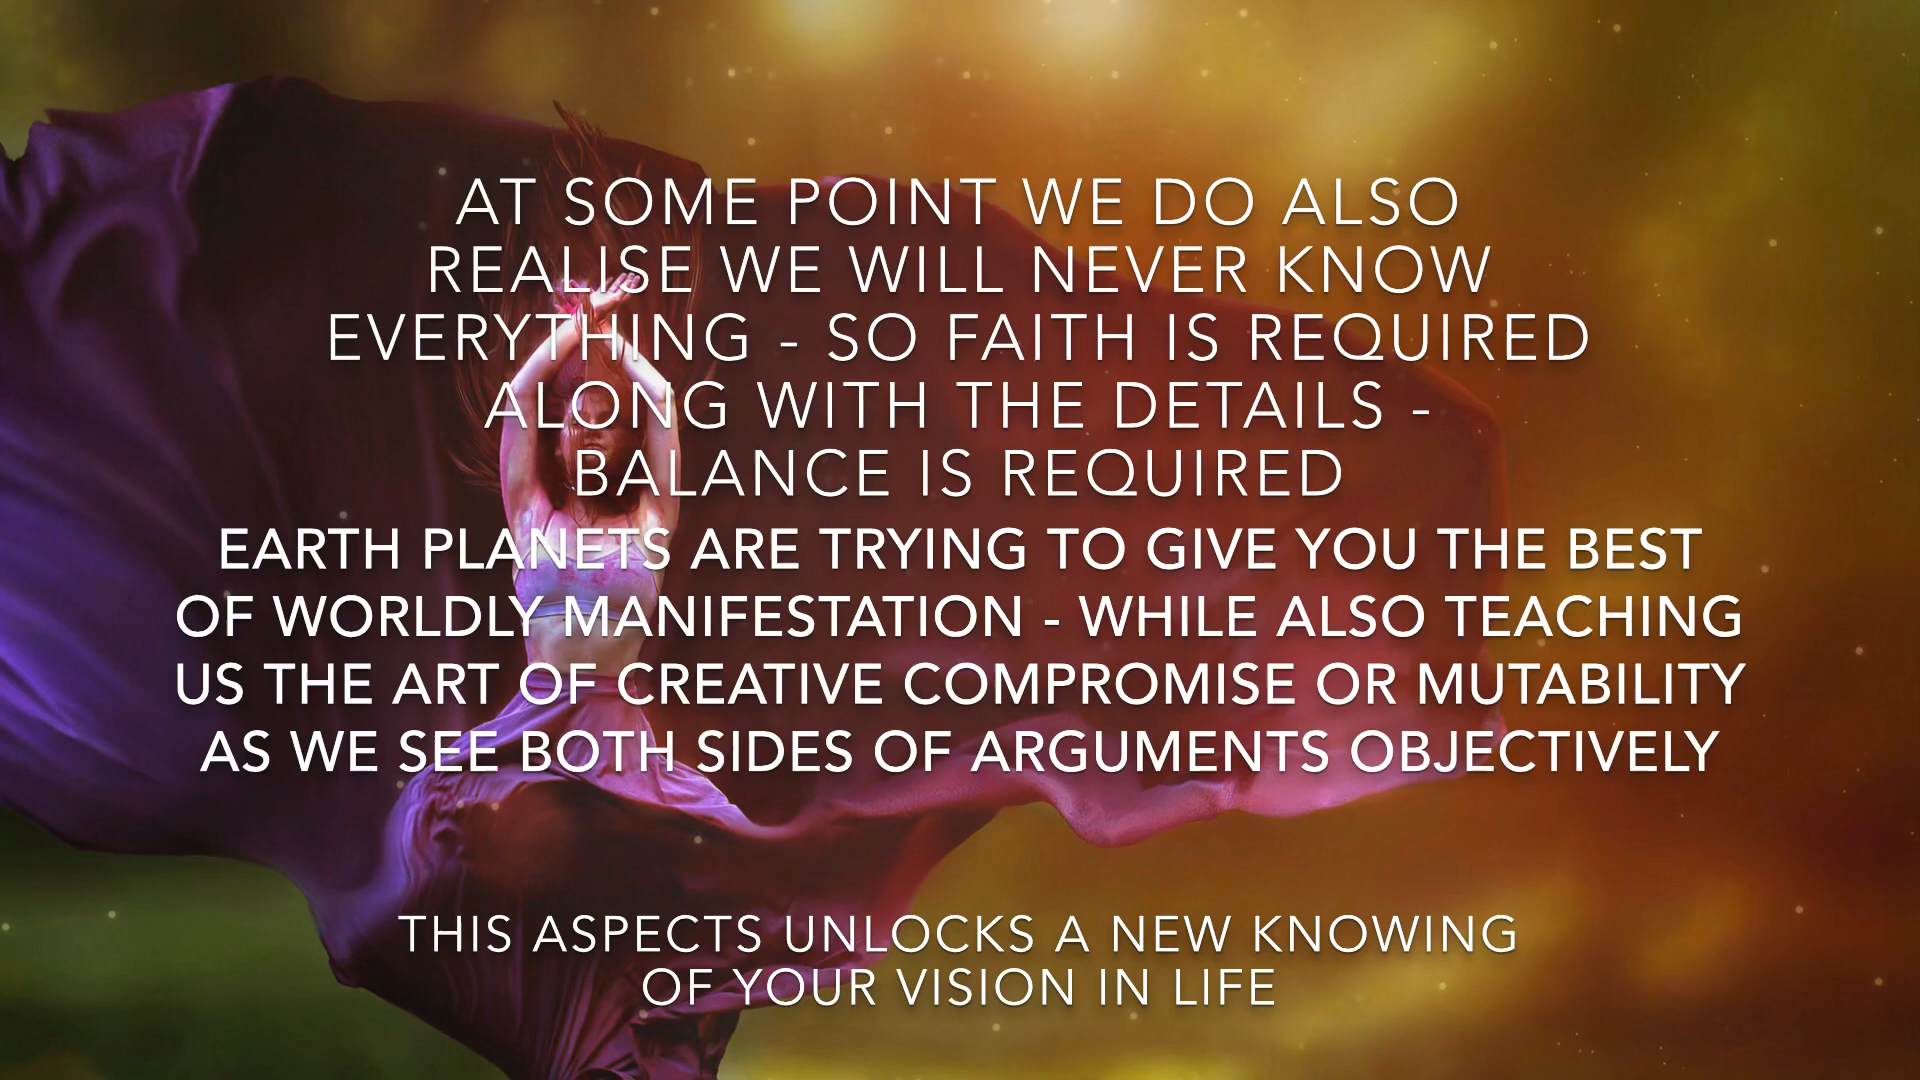 AT SOME POINT WE DO ALSO
REALISE WE WILL NEVER KNOW
EVERYTHING - SO FAITH IS REQUIRED
ALONG WITH THE DETAILS -
BALANCE IS REQUIRED
EARTH PLANETS ARE TRYING TO GIVE YOU THE BEST
OF WORLDLY MANIFESTATION - WHILE ALSO TEACHING
US THE ART OF CREATIVE COMPROMISE OR MUTABILITY
AS WE SEE BOTH SIDES OF ARGUMENTS OBJECTIVELY
THIS ASPECTS UNLOCKS A NEW KNOWING
OF YOUR VISION IN LIFE